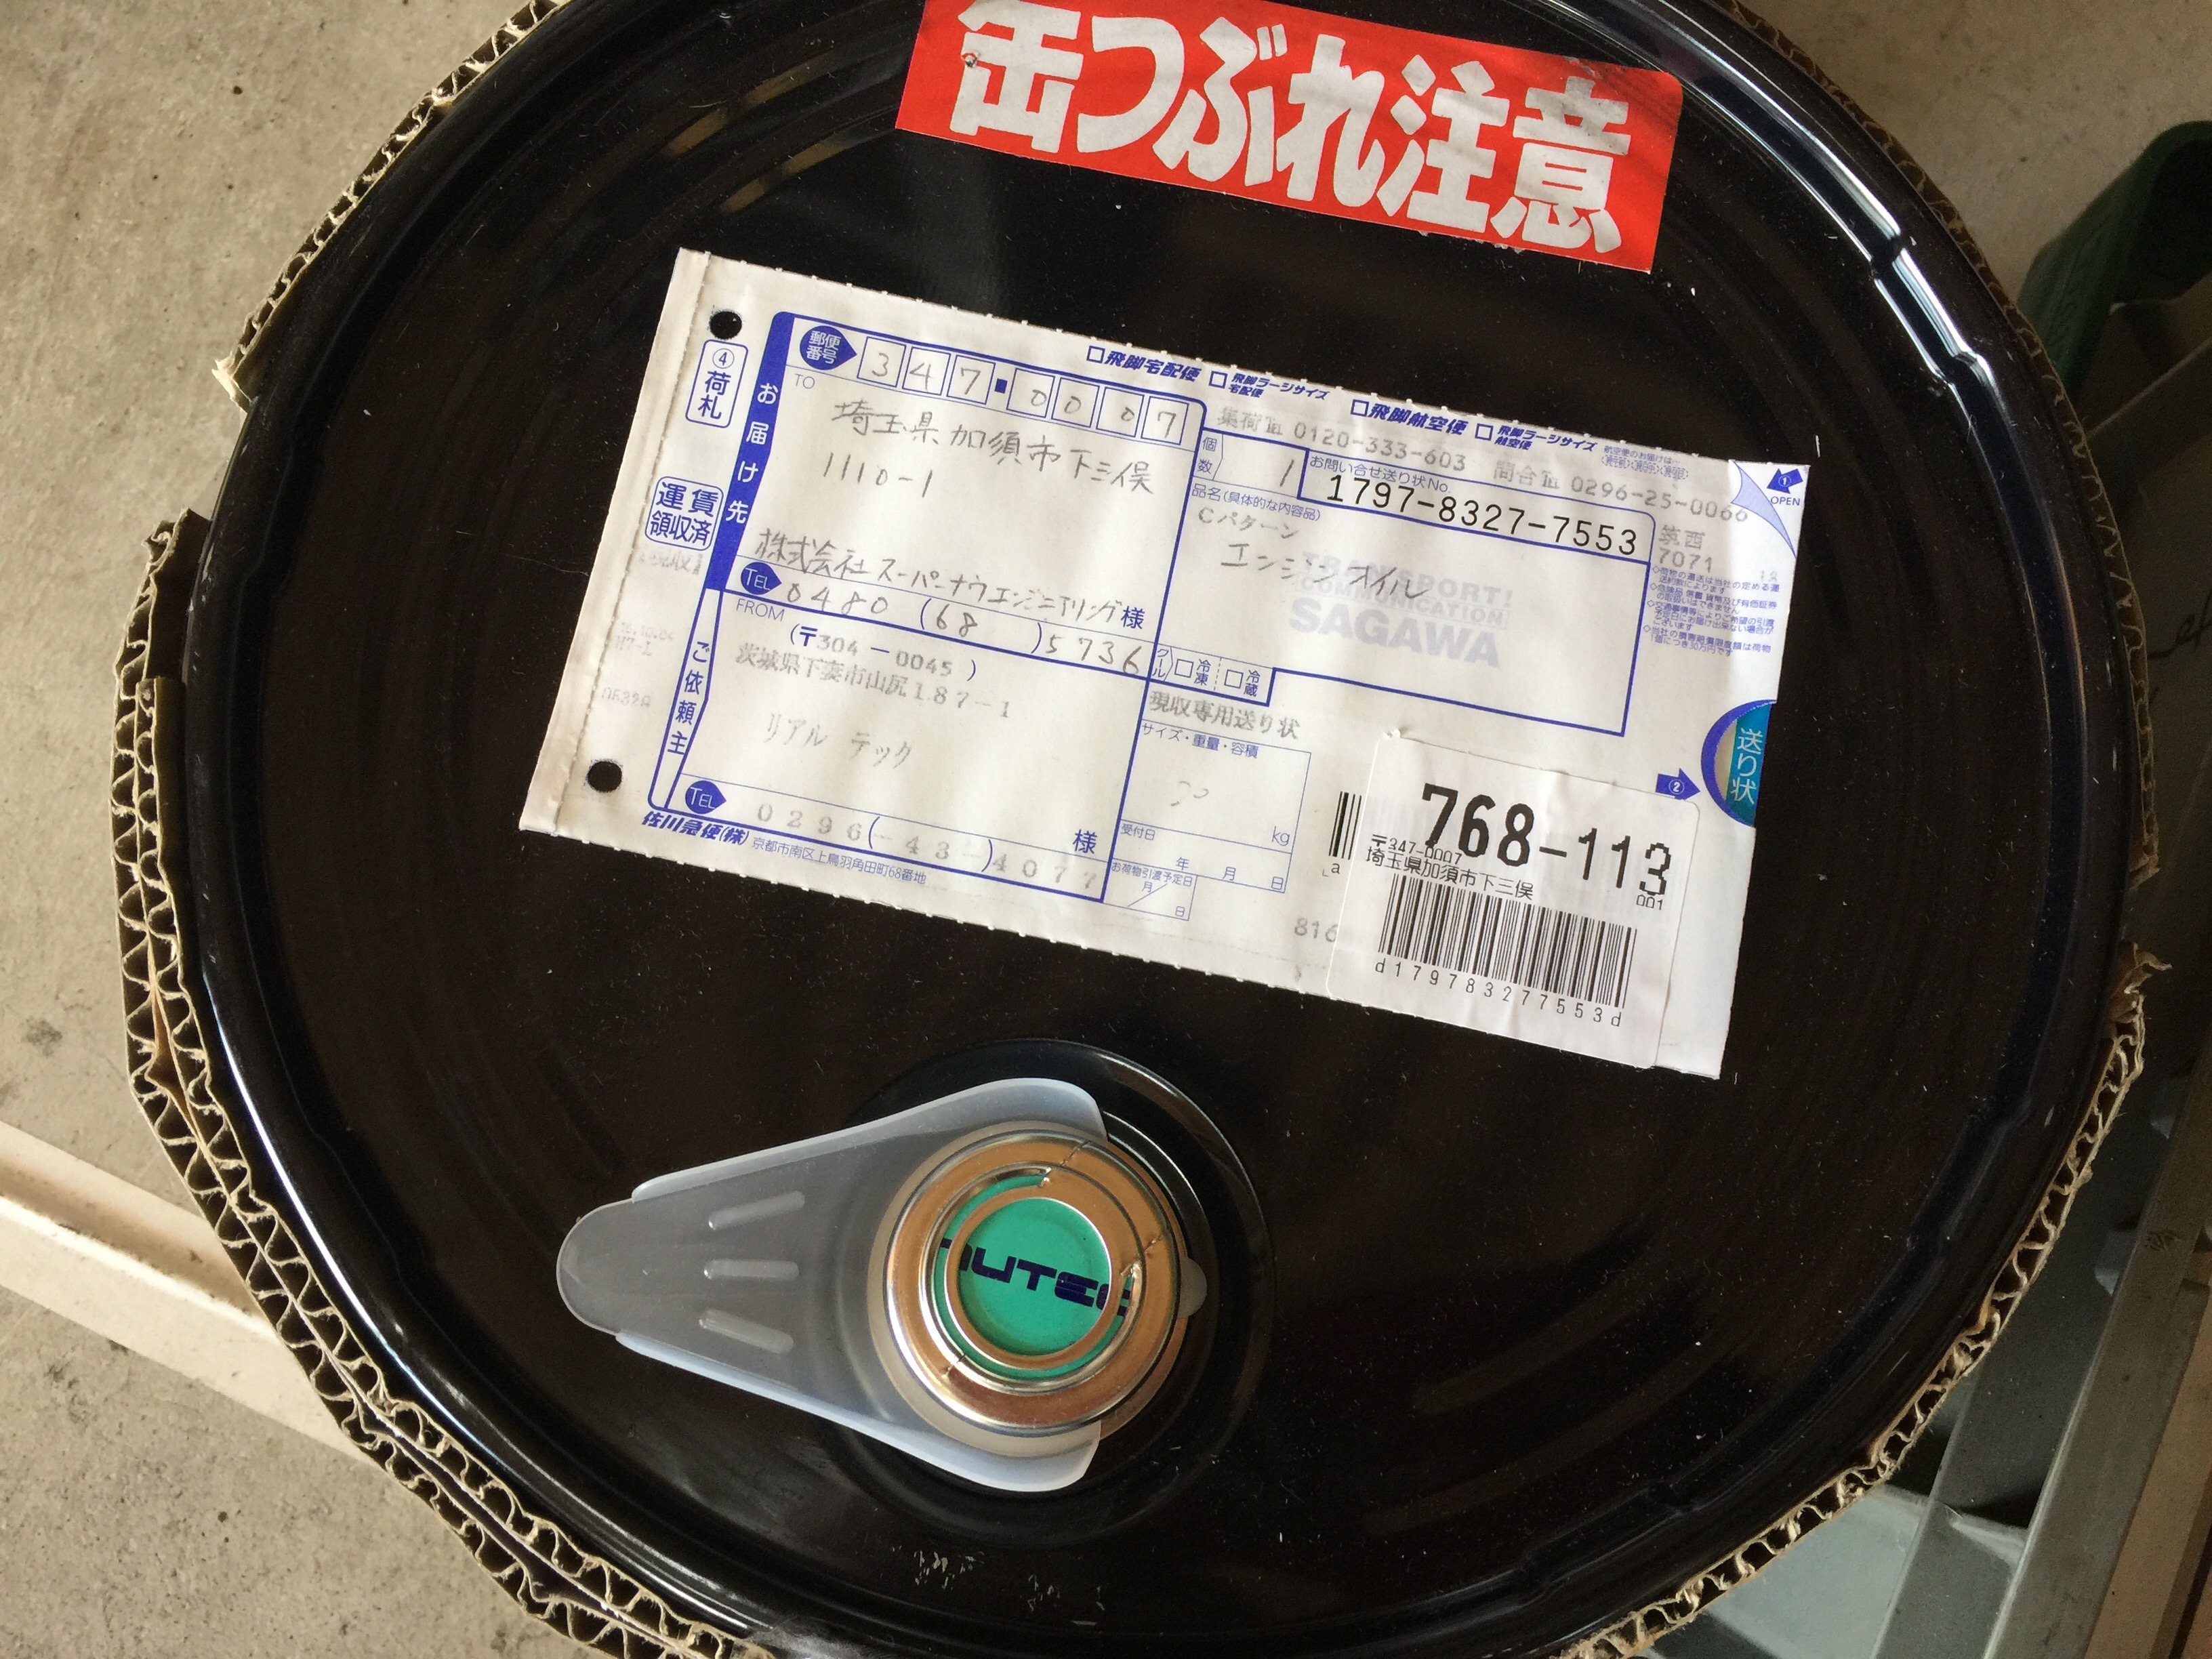 缶つぶれ注意
④
荷札
運賃
領収済
お届け先
郵便
番号
347-0007
TO
埼玉県加須市下三俣
1110-1
株式会社スーパーナウエンジニアリング様
TEL
0480(68)5736
ご依頼主
FROM
(〒304-0045)
茨城県下妻市山尻187-1
リアル テック
様
TEL
0296(-43-)4077
佐川急便(株) 京都市南区上鳥羽角田町68番地
飛脚宅配便
飛脚ラージサイズ
宅配便
飛脚航空便
飛脚ラージサイズ
航空便
集荷℡ 0120-333-603 問合℡ 0296-25-0066
個数
1
お問い合せ送り状No.
1797-8327-7553
筑西
7071
品名(具体的な内容品)
Cパターン
エンジンオイル
TRANSPORT!
COMMUNICATION
SAGAWA
クール
冷凍
冷蔵
現収専用送り状
サイズ・重量・容積
kg
受付日
年 月 日
お荷物引渡予定日
月
日
①
OPEN
②
送り状
a
816
768-113
〒347-0007
埼玉県加須市下三俣
001
d179783277553d
NUTEC